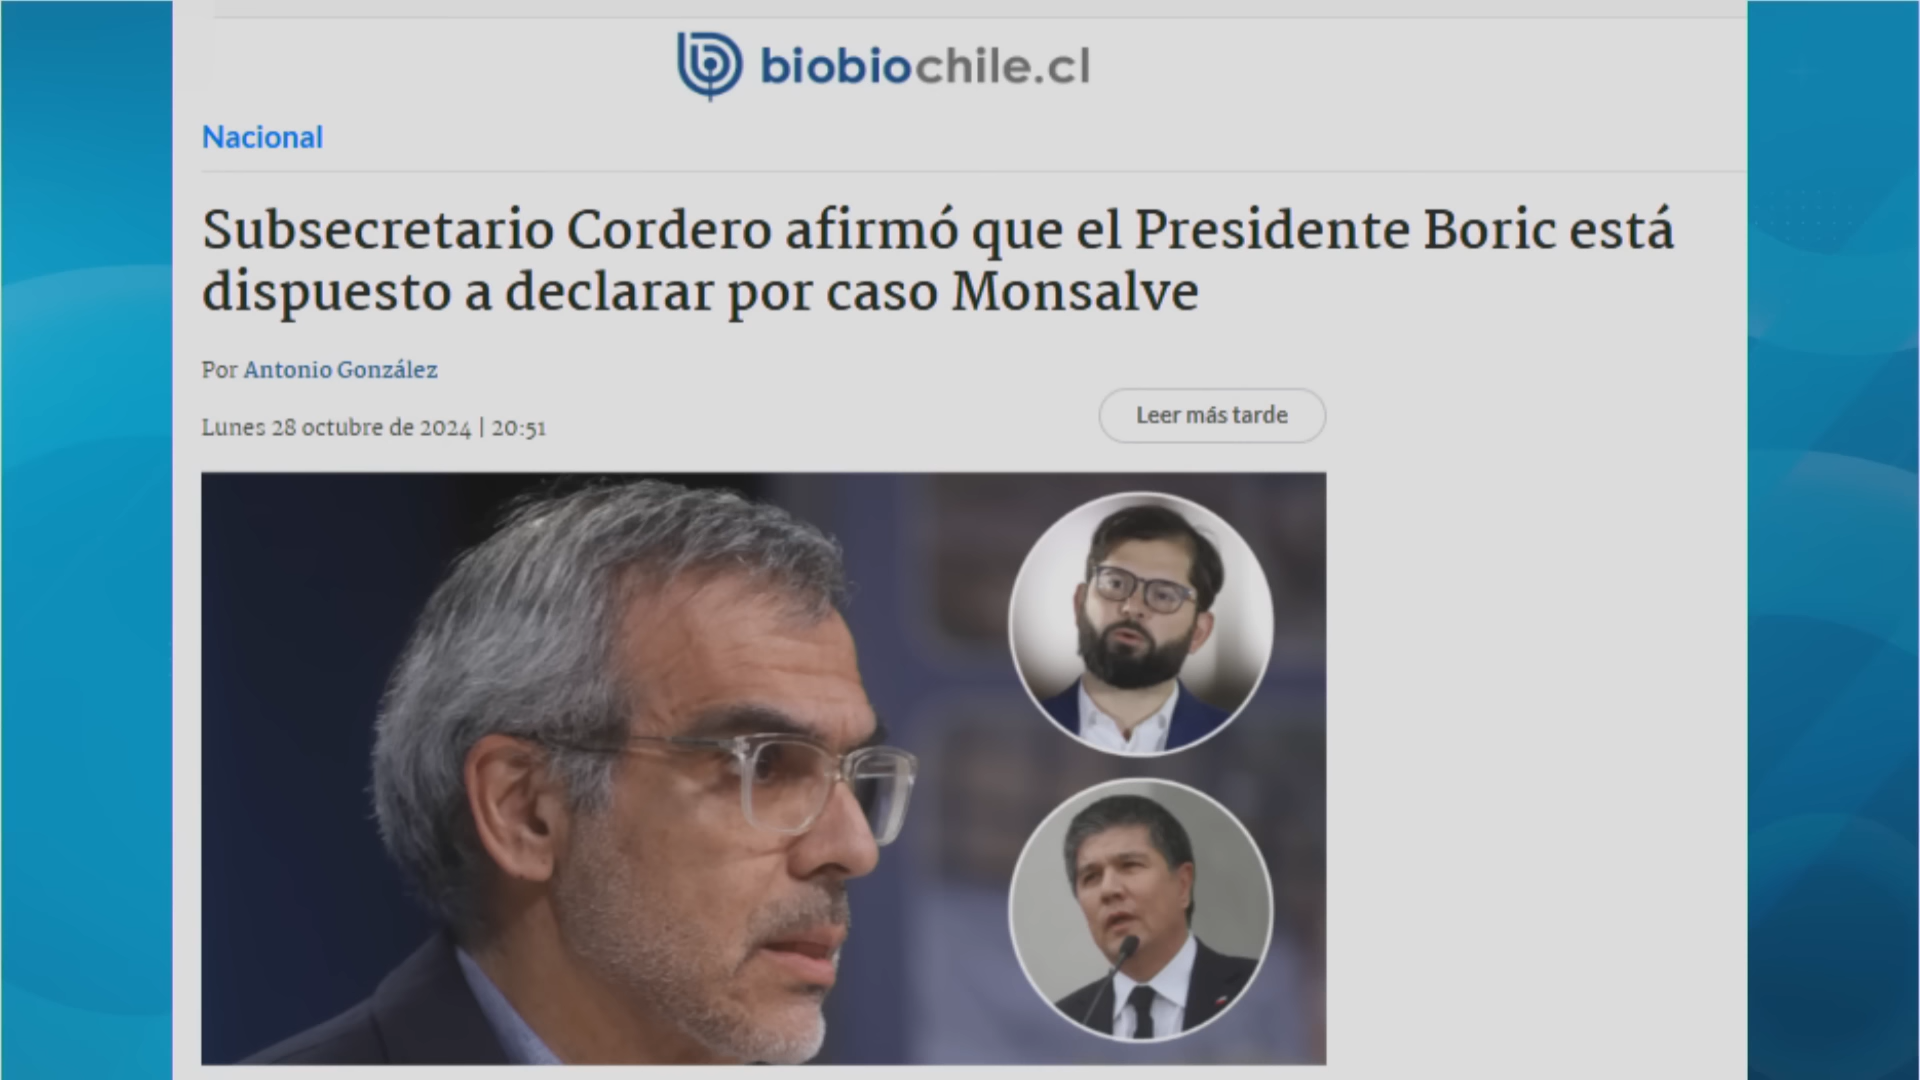 biobiochile.cl
Nacional
Subsecretario Cordero afirmó que el Presidente Boric está
dispuesto a declarar por caso Monsalve
Por Antonio González
Leer más tarde
Lunes 28 octubre de 2024 | 20:51